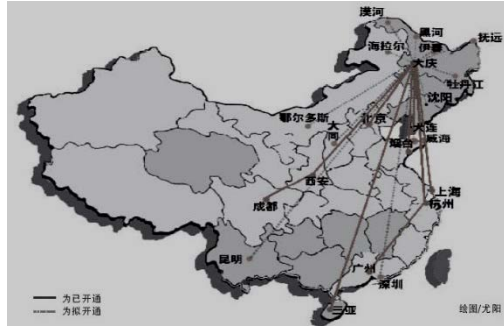 漠河
黑河
伊春
抚远
海拉尔
大庆
牡丹江
沈阳
鄂尔多斯
大同
北京
大连
烟台
威海
西安
成都
上海
杭州
昆明
广州
深圳
三亚
为已开通
为拟开通
绘图/尤阳